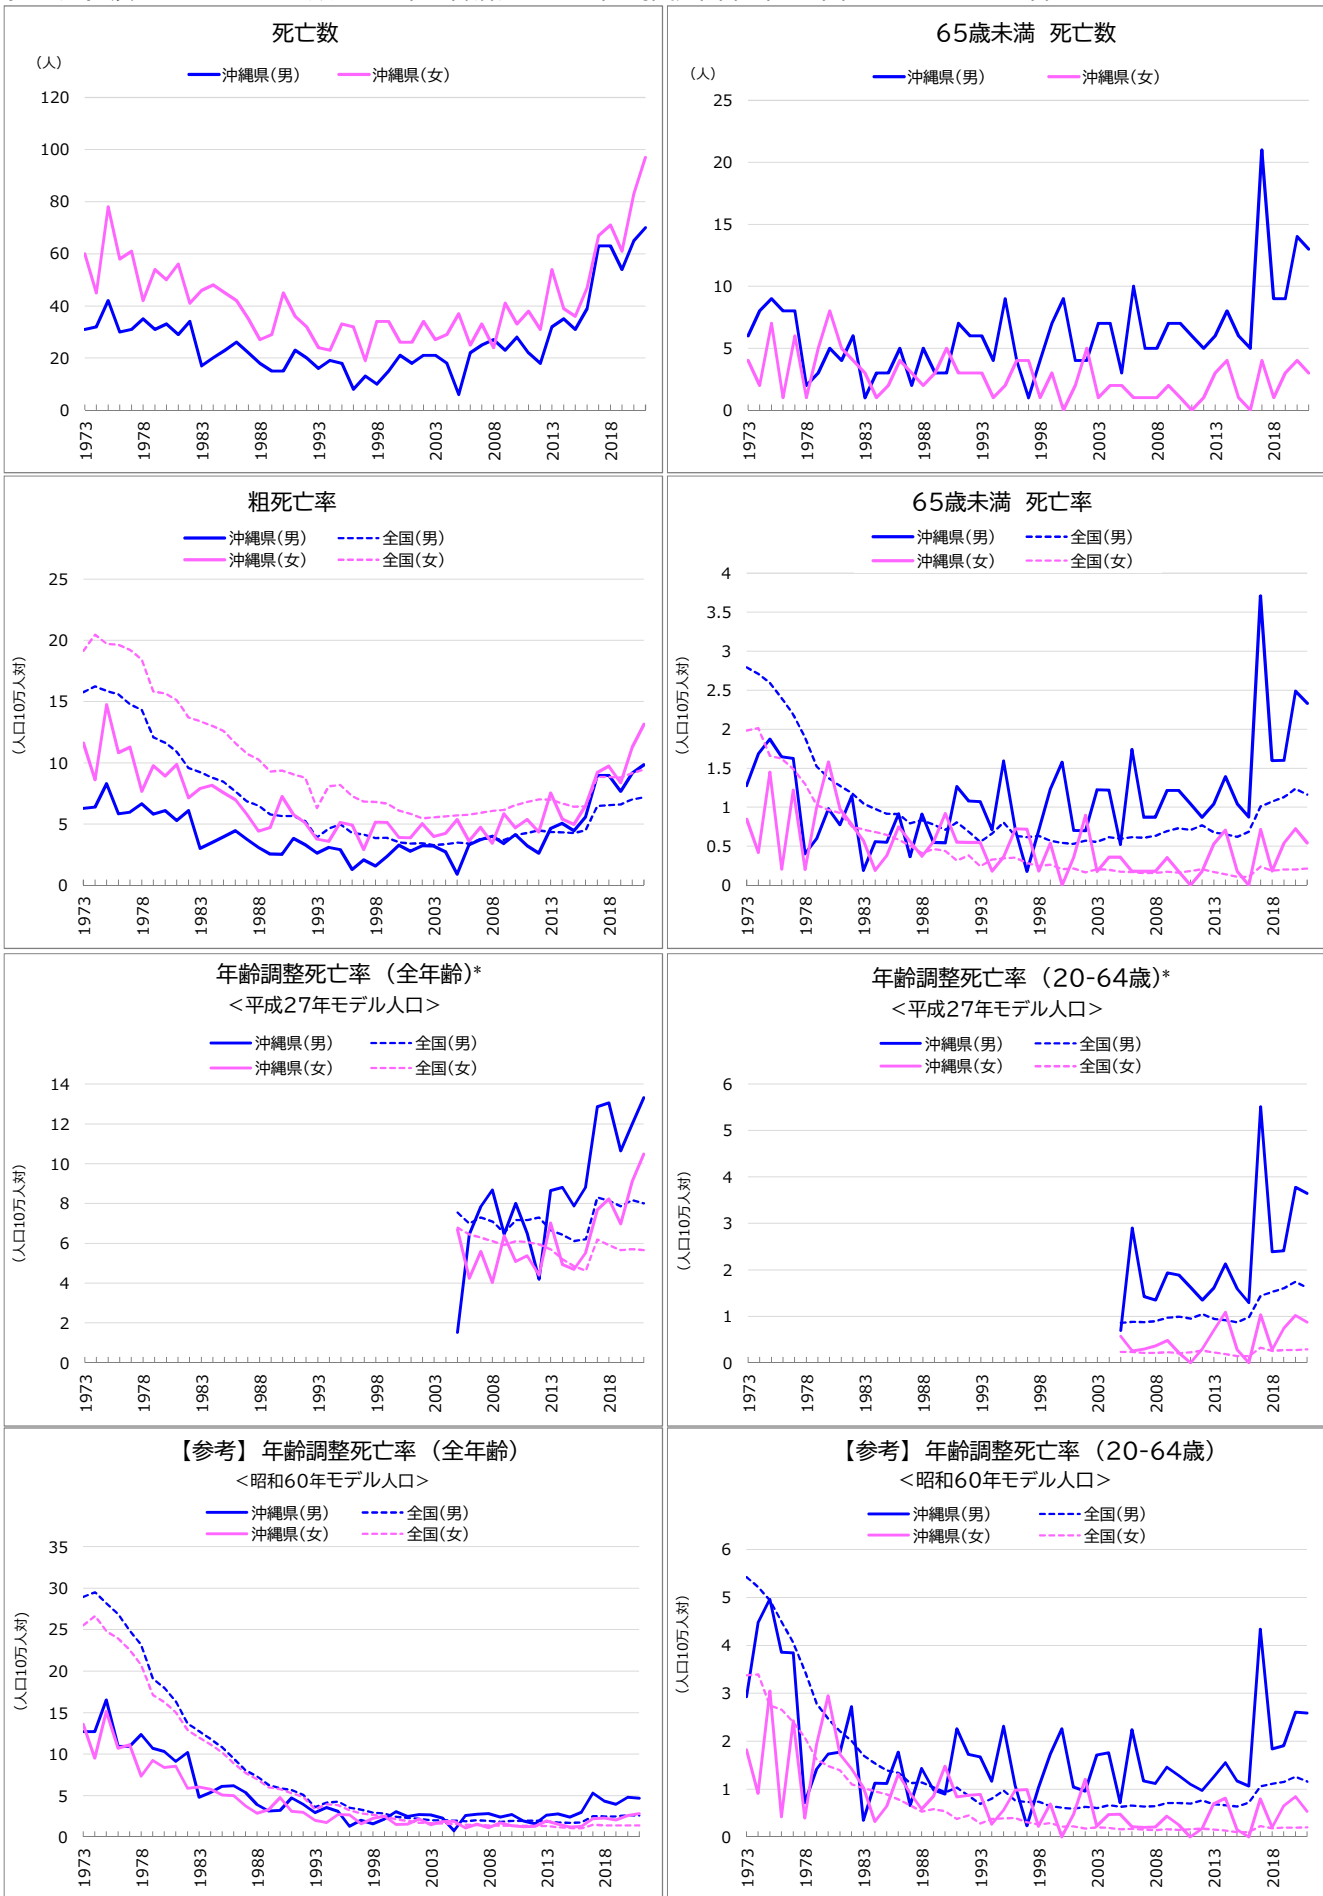 死亡数
(人)
沖縄県(男) 沖縄県(女)
120
100
80
60
40
20
0
1973 1978 1983 1988 1993 1998 2003 2008 2013 2018
65歳未満 死亡数
(人)
沖縄県(男) 沖縄県(女)
25
20
15
10
5
0
1973 1978 1983 1988 1993 1998 2003 2008 2013 2018
粗死亡率
沖縄県(男) 全国(男)
沖縄県(女) 全国(女)
(人口10万人対)
25
20
15
10
5
0
1973 1978 1983 1988 1993 1998 2003 2008 2013 2018
65歳未満 死亡率
沖縄県(男) 全国(男)
沖縄県(女) 全国(女)
(人口10万人対)
4
3.5
3
2.5
2
1.5
1
0.5
0
1973 1978 1983 1988 1993 1998 2003 2008 2013 2018
年齢調整死亡率（全年齢)*
＜平成27年モデル人口＞
沖縄県(男) 全国(男)
沖縄県(女) 全国(女)
(人口10万人対)
14
12
10
8
6
4
2
0
1973 1978 1983 1988 1993 1998 2003 2008 2013 2018
年齢調整死亡率（20-64歳)*
＜平成27年モデル人口＞
沖縄県(男) 全国(男)
沖縄県(女) 全国(女)
(人口10万人対)
6
5
4
3
2
1
0
1973 1978 1983 1988 1993 1998 2003 2008 2013 2018
【参考】年齢調整死亡率（全年齢）
＜昭和60年モデル人口＞
沖縄県(男) 全国(男)
沖縄県(女) 全国(女)
(人口10万人対)
35
30
25
20
15
10
5
0
1973 1978 1983 1988 1993 1998 2003 2008 2013 2018
【参考】年齢調整死亡率（20-64歳）
＜昭和60年モデル人口＞
沖縄県(男) 全国(男)
沖縄県(女) 全国(女)
(人口10万人対)
6
5
4
3
2
1
0
1973 1978 1983 1988 1993 1998 2003 2008 2013 2018